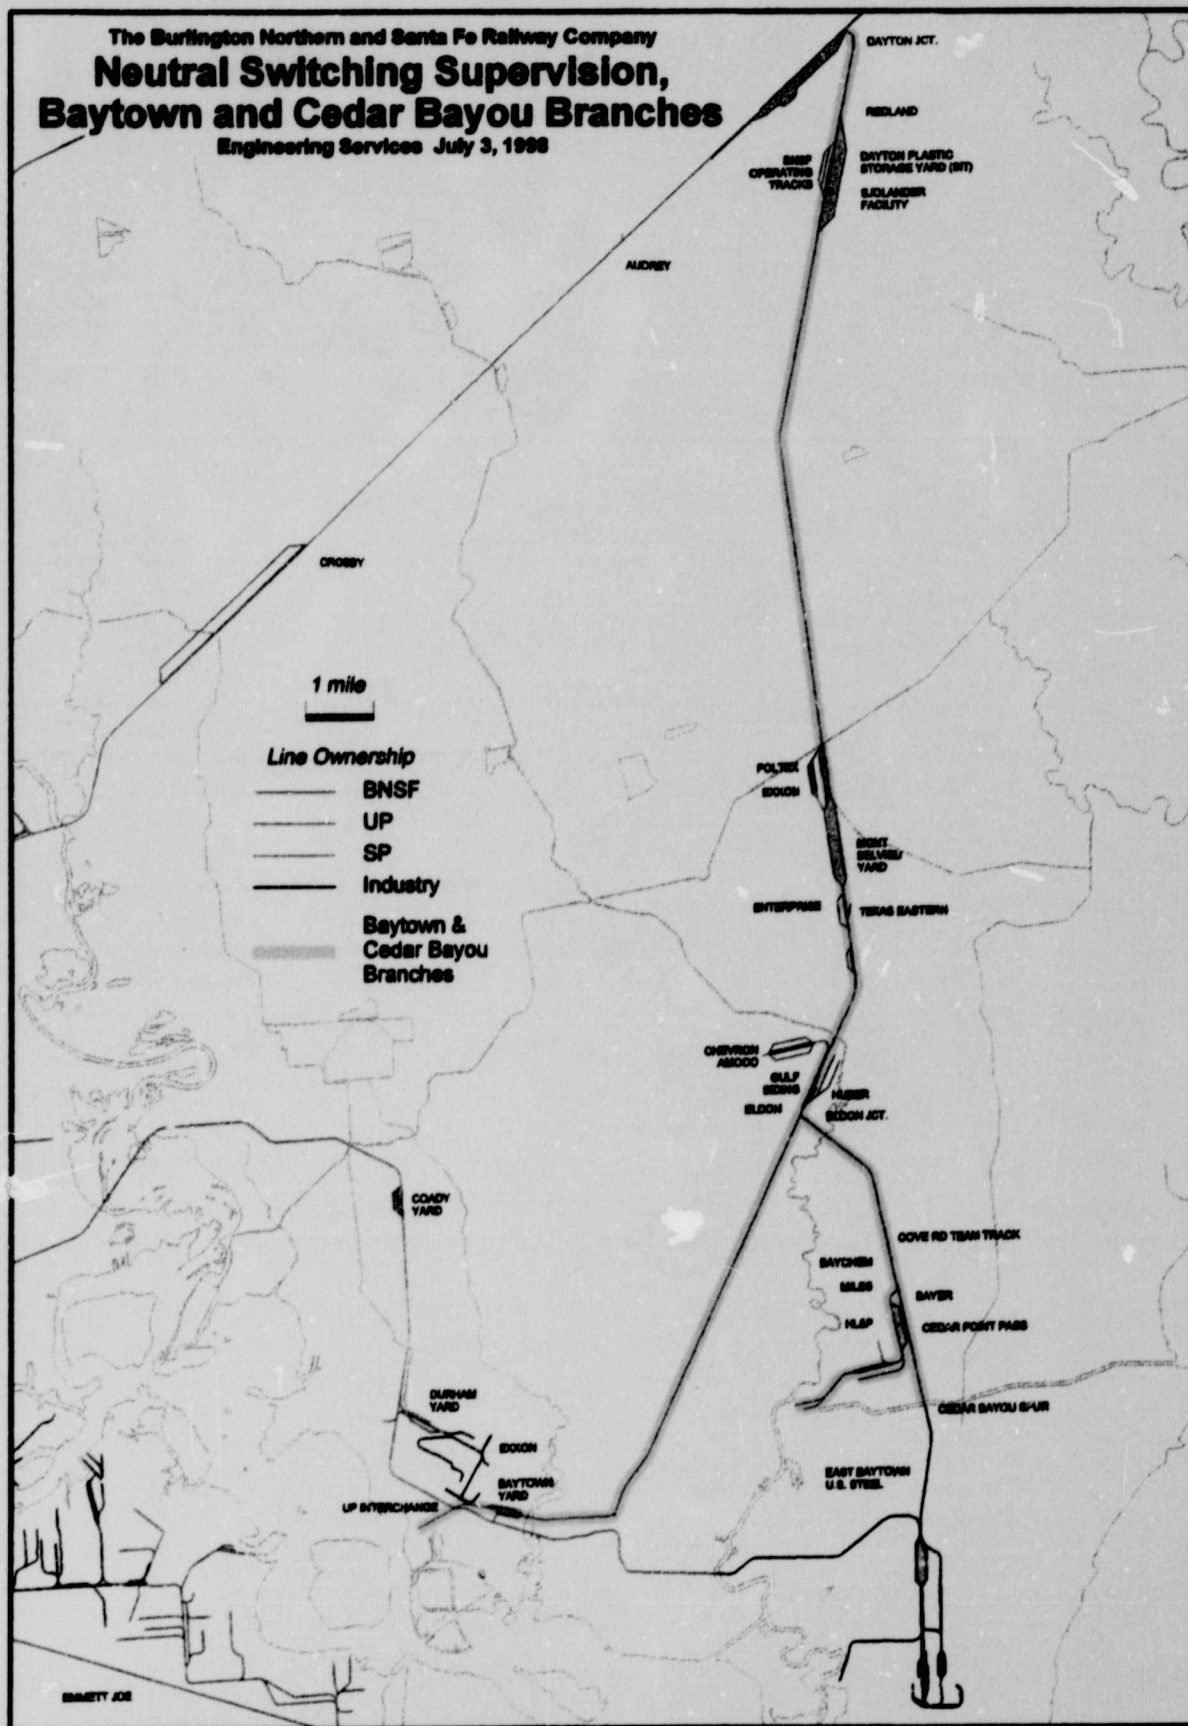 The Burlington Northern and Santa Fe Railway Company
Neutral Switching Supervision,
Baytown and Cedar Bayou Branches
Engineering Services July 3, 1998
DAYTON JCT.
REDLAND
BNSF
OPERATING
TRACKS
DAYTON PLASTIC
STORAGE YARD (SIT)
SJOLANDER
FACILITY
AUDREY
CROSBY
1 mile
Line Ownership
BNSF
UP
SP
Industry
Baytown &
Cedar Bayou
Branches
POLTEX
EXXON
MONT
BELVIEU
YARD
ENTERPRISE
TEXAS EASTERN
CHEVRON
AMOCO
GULF
SIDING
HUBER
ELDON
ELDON JCT.
COADY
YARD
COVE RD TEAM TRACK
BAYCHEM
MILES
BAYER
HL&P
CEDAR POINT PASS
DURHAM
YARD
CEDAR BAYOU SPUR
EXXON
EAST BAYTOWN
U.S. STEEL
BAYTOWN
YARD
UP INTERCHANGE
EMMETT JOE